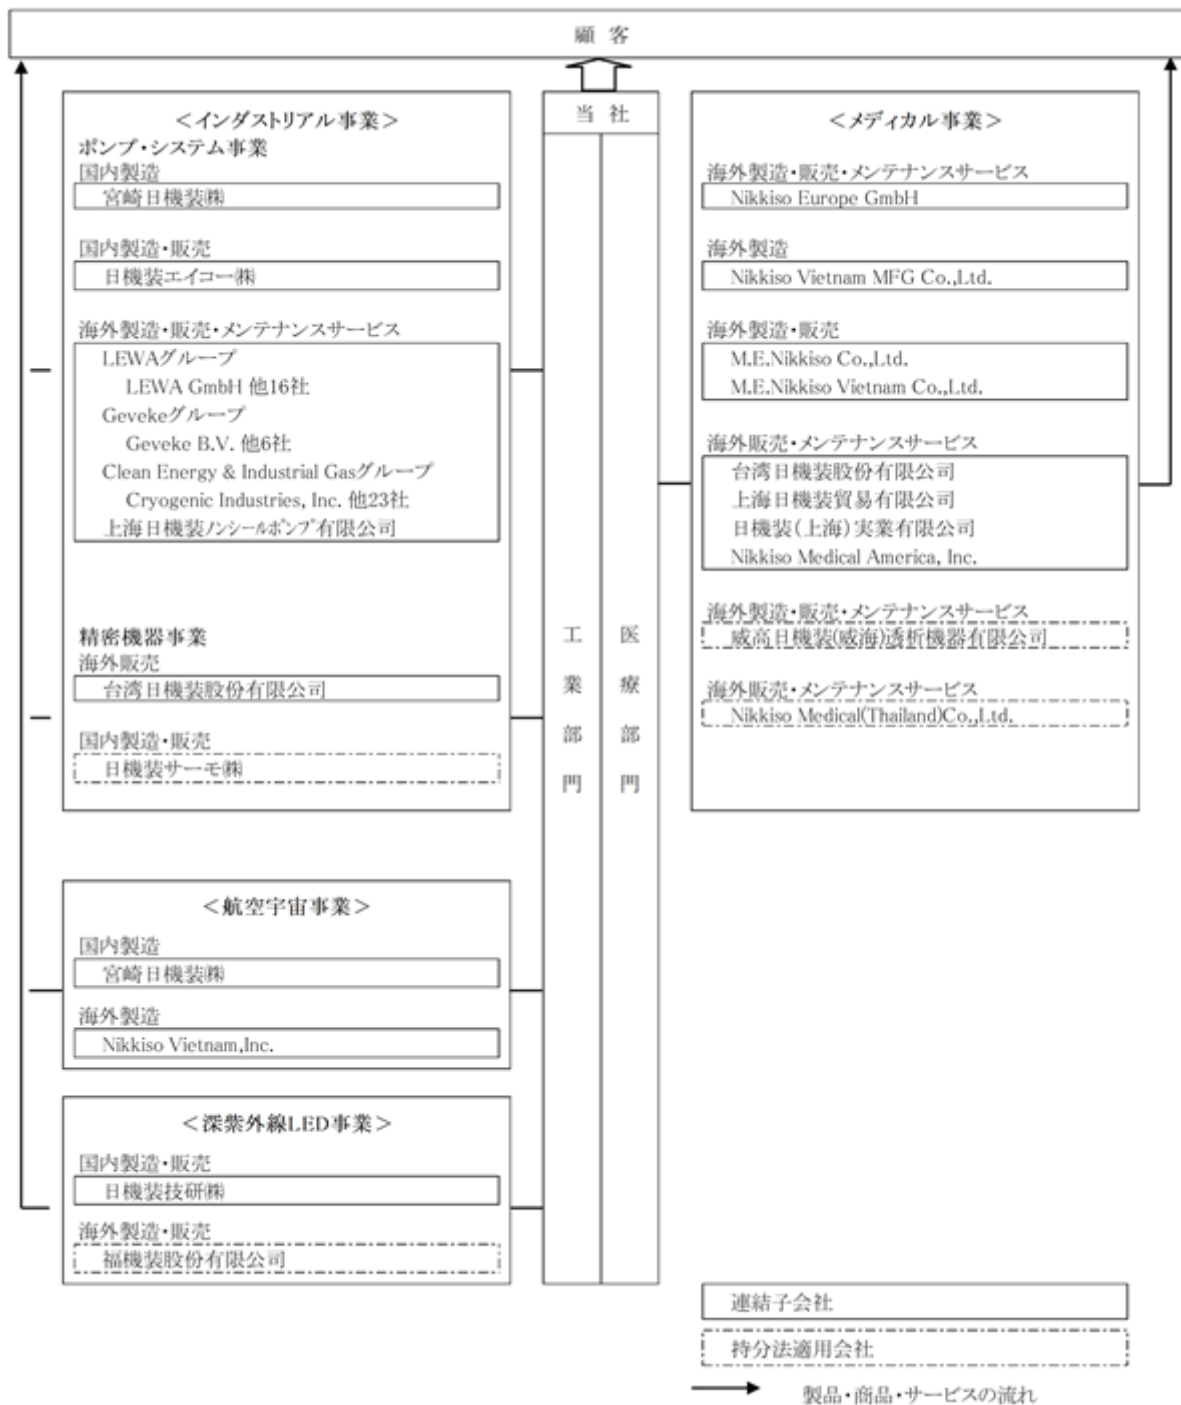 顧 客
当 社
工業部門
医療部門
＜インダストリアル事業＞
ポンプ・システム事業
国内製造
宮崎日機装㈱
国内製造・販売
日機装エイコー㈱
海外製造・販売・メンテナンスサービス
LEWAグループ
LEWA GmbH 他16社
Gevekeグループ
Geveke B.V. 他6社
Clean Energy & Industrial Gasグループ
Cryogenic Industries, Inc. 他23社
上海日機装ノンシールポンプ有限公司
精密機器事業
海外販売
台湾日機装股份有限公司
国内製造・販売
日機装サーモ㈱
＜航空宇宙事業＞
国内製造
宮崎日機装㈱
海外製造
Nikkiso Vietnam,Inc.
＜深紫外線LED事業＞
国内製造・販売
日機装技研㈱
海外製造・販売
福機装股份有限公司
＜メディカル事業＞
海外製造・販売・メンテナンスサービス
Nikkiso Europe GmbH
海外製造
Nikkiso Vietnam MFG Co.,Ltd.
海外製造・販売
M.E.Nikkiso Co.,Ltd.
M.E.Nikkiso Vietnam Co.,Ltd.
海外販売・メンテナンスサービス
台湾日機装股份有限公司
上海日機装貿易有限公司
日機装(上海)実業有限公司
Nikkiso Medical America, Inc.
海外製造・販売・メンテナンスサービス
威高日機装(威海)透析機器有限公司
海外販売・メンテナンスサービス
Nikkiso Medical(Thailand)Co.,Ltd.
連結子会社
持分法適用会社
製品・商品・サービスの流れ